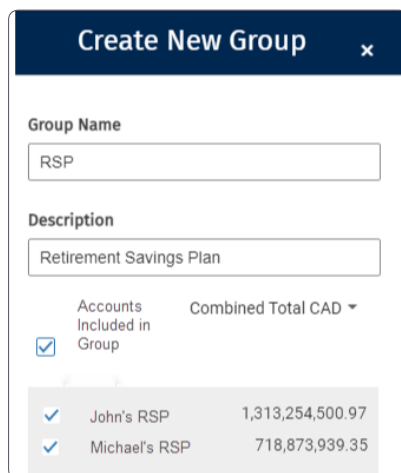 Create New Group ×
Group Name
RSP
Description
Retirement Savings Plan
Accounts Included in Group Combined Total CAD
John's RSP 1,313,254,500.97
Michael's RSP 718,873,939.35